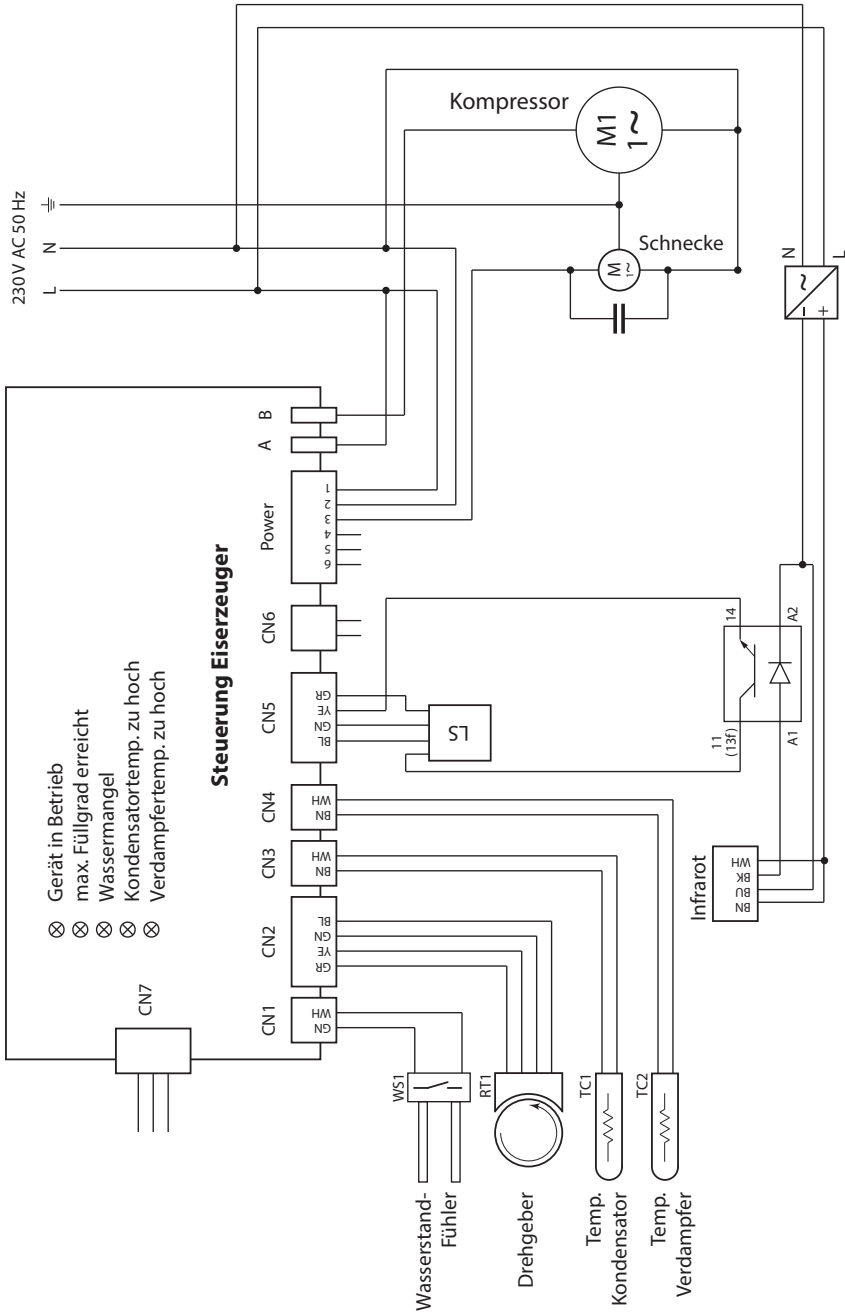 230 V AC 50 Hz
L
N
Kompressor
M1
1~
Schnecke
M
1~
N
L
~
–
+
Steuerung Eiserzeuger
Gerät in Betrieb
max. Füllgrad erreicht
Wassermangel
Kondensatortemp. zu hoch
Verdampfertemp. zu hoch
CN7
CN1
GN
WH
CN2
GR
YE
GN
BL
CN3
BN
WH
CN4
BN
WH
CN5
BL
GN
YE
GR
CN6
Power
6
5
4
3
2
1
A
B
LS
WS1
Wasserstand-
Fühler
RT1
Drehgeber
TC1
Temp.
Kondensator
TC2
Temp.
Verdampfer
Infrarot
BN
BU
BK
WH
11
(13f)
14
A1
A2